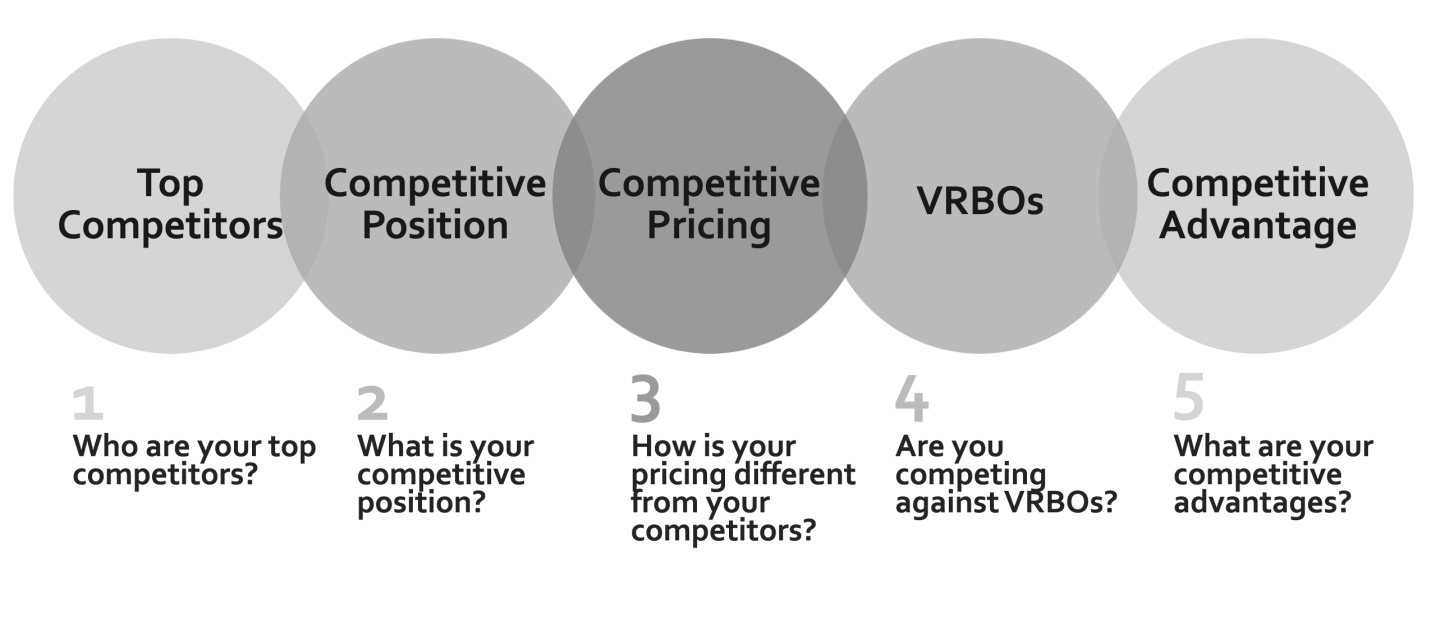 Top
Competitors
Competitive
Position
Competitive
Pricing
VRBOs
Competitive
Advantage
1
Who are your top
competitors?
2
What is your
competitive
position?
3
How is your
pricing different
from your
competitors?
4
Are you
competing
against VRBOs?
5
What are your
competitive
advantages?